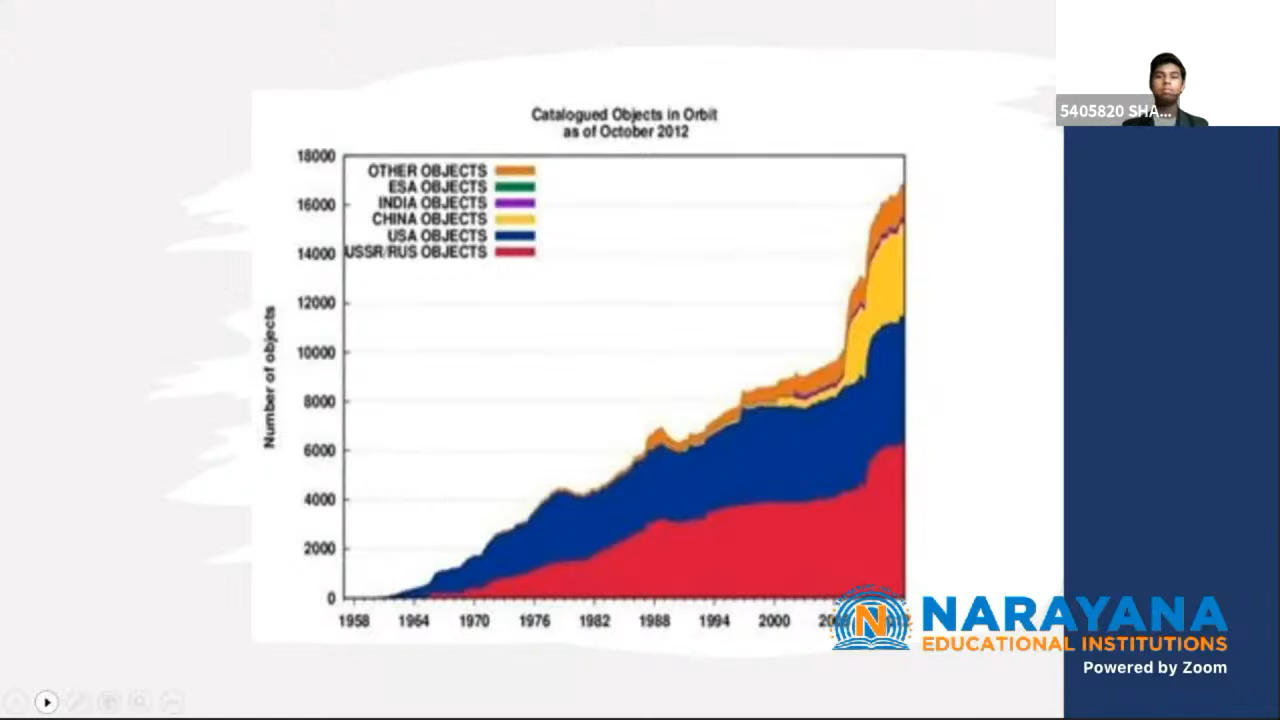 5405820 SHA...
Catalogued Objects in Orbit
as of October 2012
18000
16000
14000
12000
10000
8000
6000
4000
2000
0
Number of objects
OTHER OBJECTS
ESA OBJECTS
INDIA OBJECTS
CHINA OBJECTS
USA OBJECTS
USSR/RUS OBJECTS
1958 1964 1970 1976 1982 1988 1994 2000
N NARAYANA
EDUCATIONAL INSTITUTIONS
Powered by Zoom